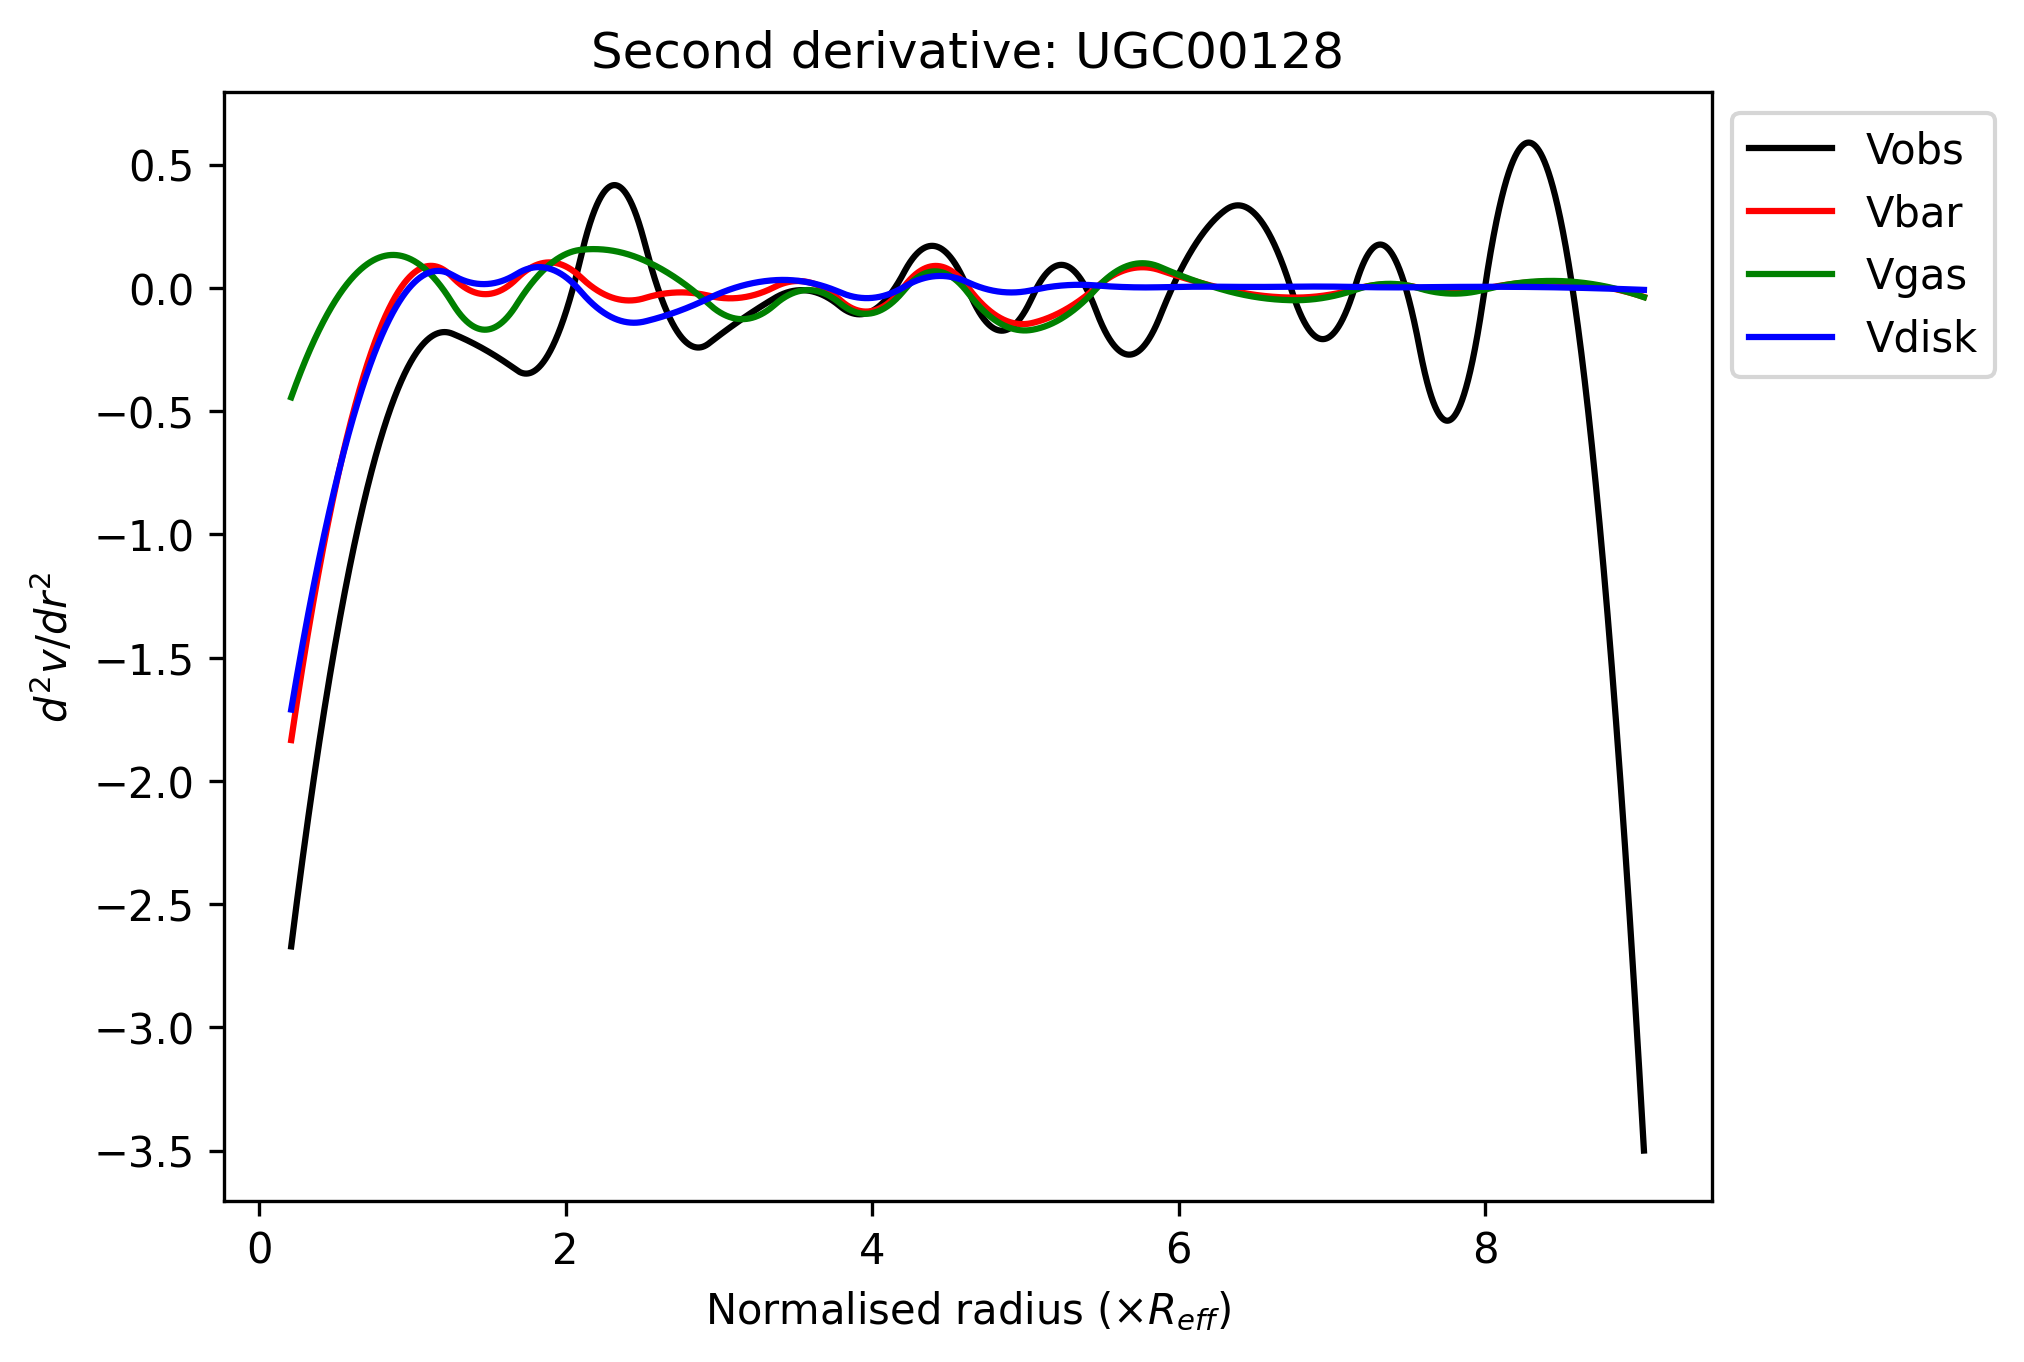 Second derivative: UGC00128
0.5
0.0
−0.5
−1.0
−1.5
−2.0
−2.5
−3.0
−3.5
d²v/dr²
0 2 4 6 8
Normalised radius (×R_eff)
Vobs
Vbar
Vgas
Vdisk